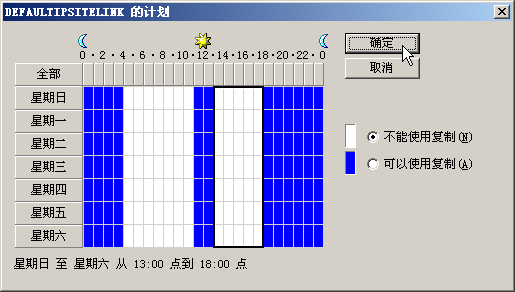 DEFAULTIPSITELINK 的计划
0 · 2 · 4 · 6 · 8 · 10 · 12 · 14 · 16 · 18 · 20 · 22 · 0
确定
取消
全部
星期日
星期一
星期二
星期三
星期四
星期五
星期六
不能使用复制(N)
可以使用复制(A)
星期日 至 星期六 从 13:00 点到 18:00 点